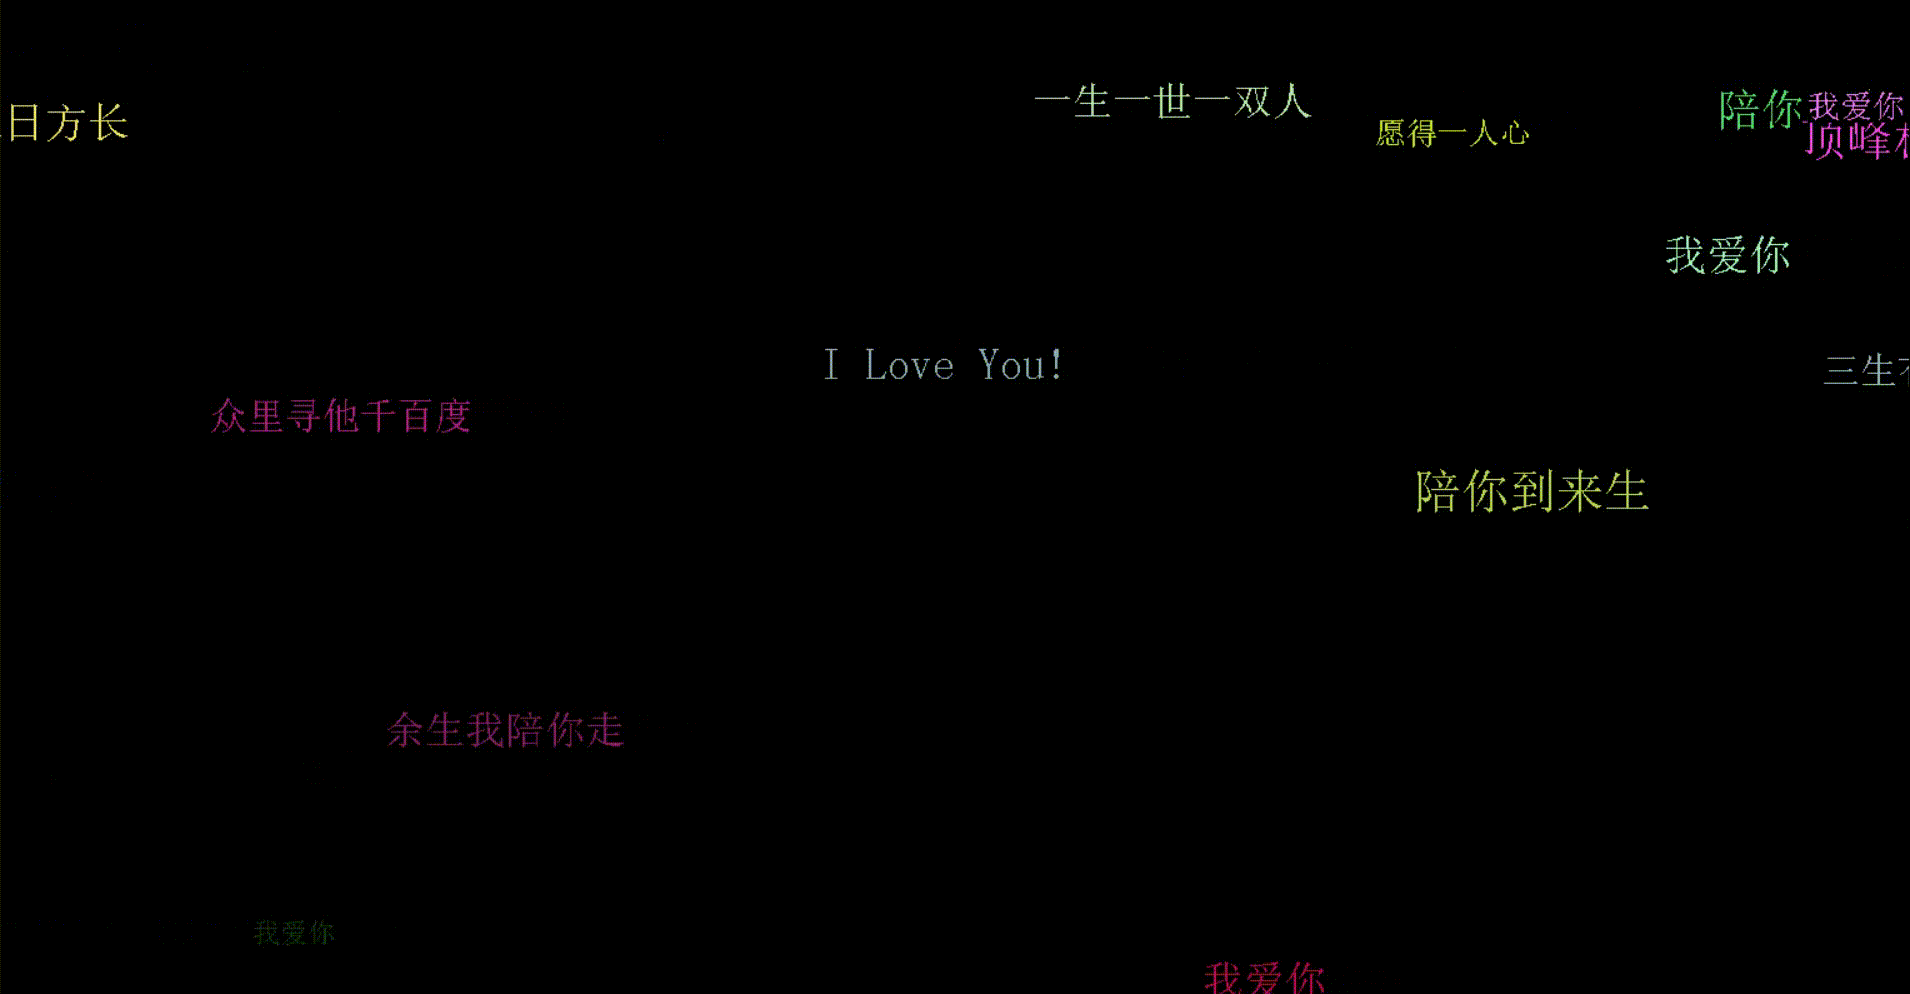 一生一世一双人
陪你
我爱你
日方长
愿得一人心
顶峰
我爱你
I Love You!
三生
众里寻他千百度
陪你到来生
余生我陪你走
我爱你
我爱你